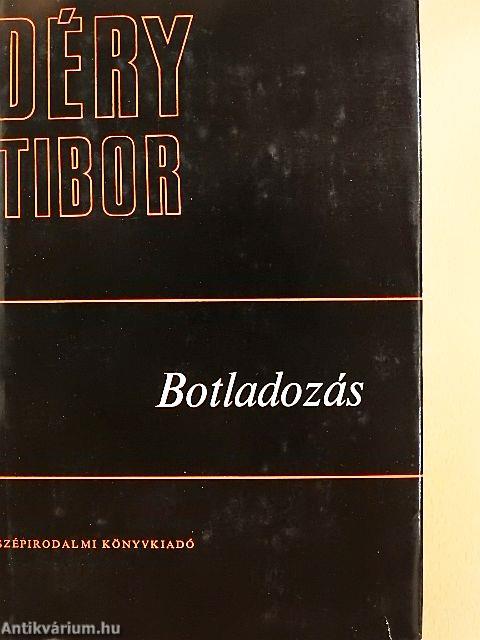 DÉRY
TIBOR
Botladozás
SZÉPIRODALMI KÖNYVKIADÓ
Antikvárium.hu